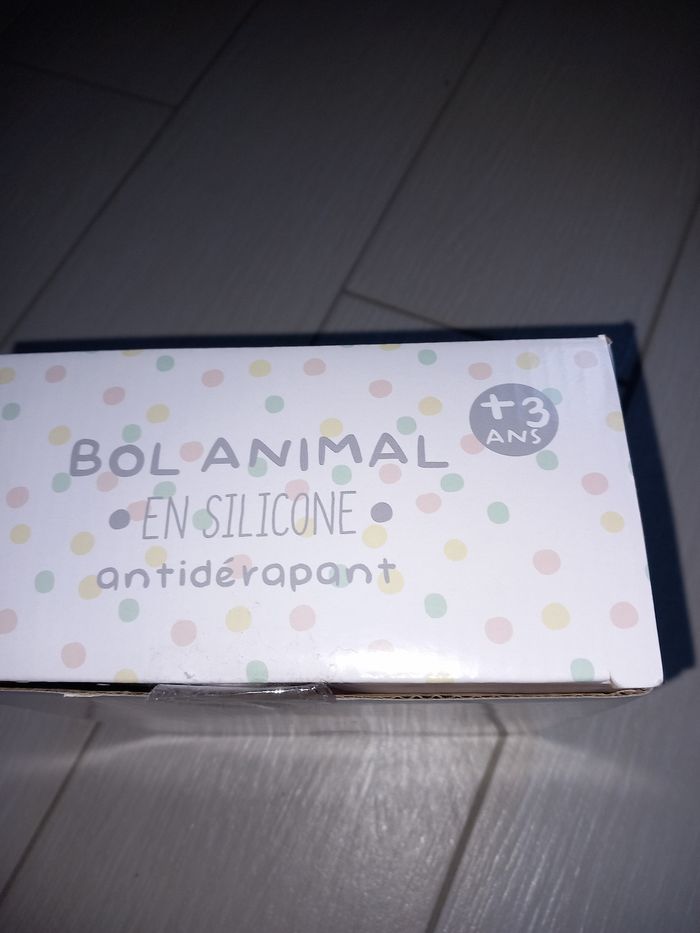 +3
ANS
BOL ANIMAL
EN SILICONE
antidérapant